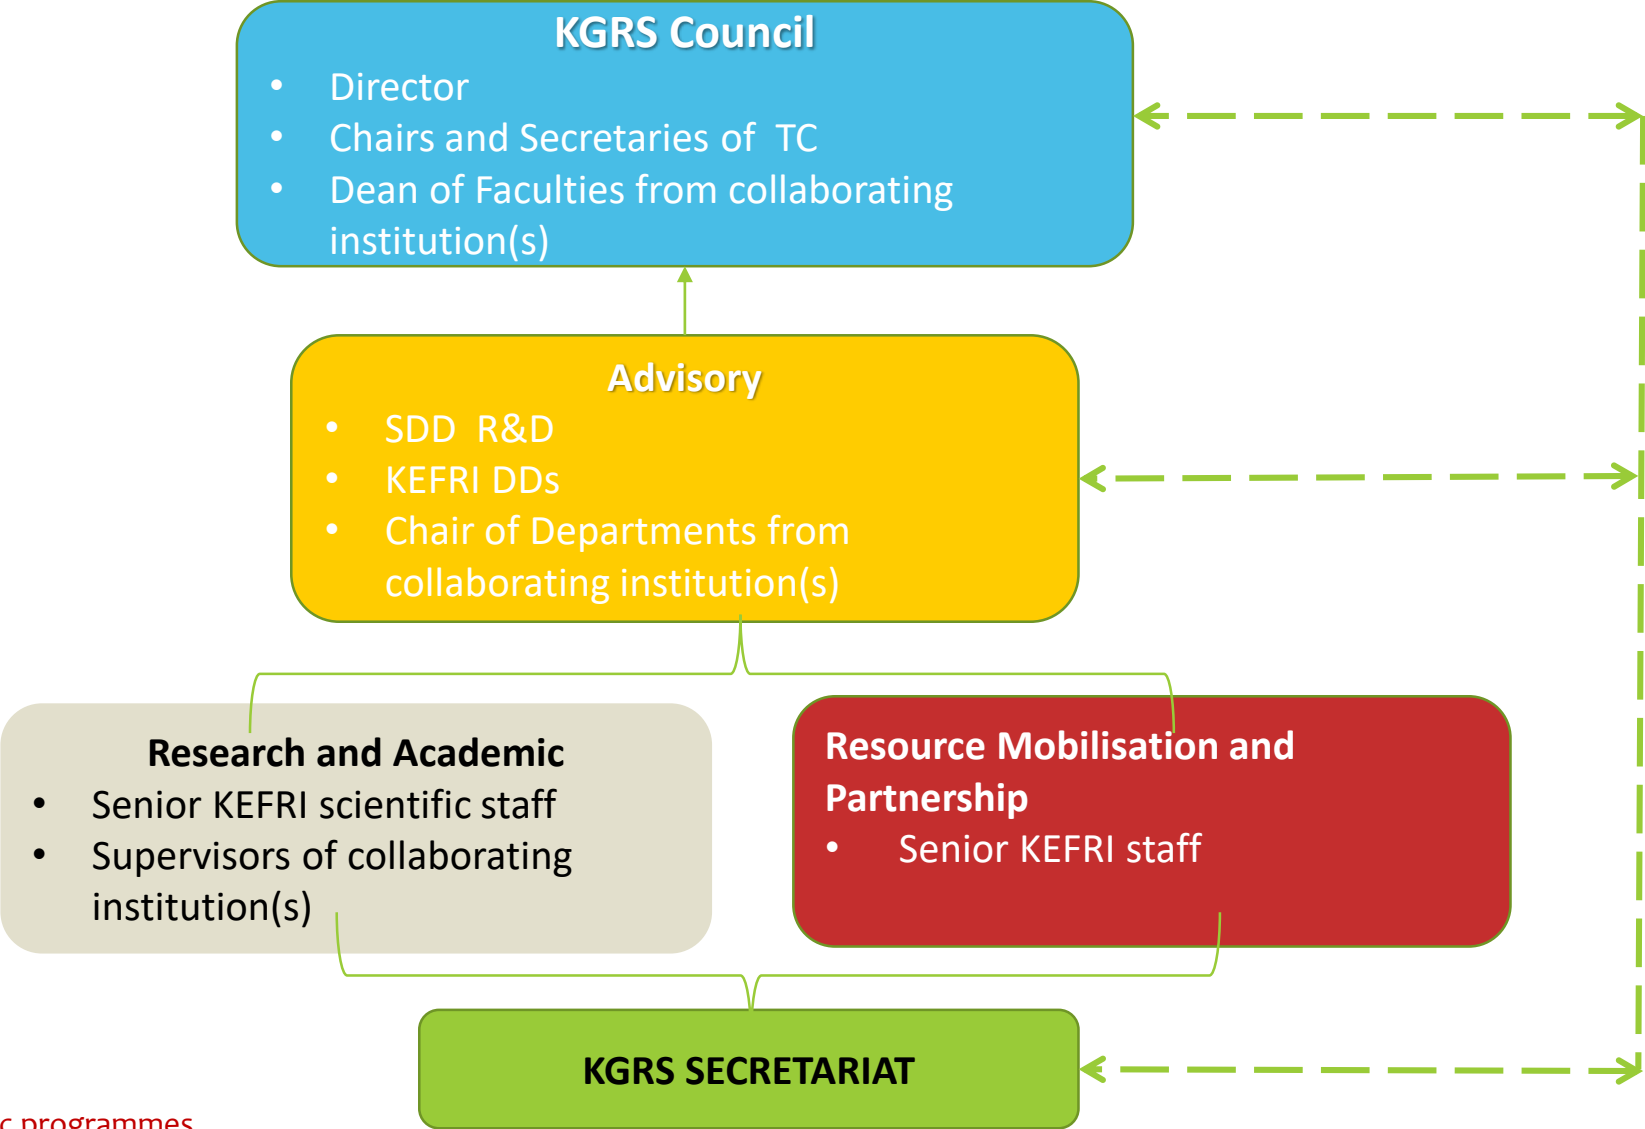 KGRS Council
• Director
• Chairs and Secretaries of TC
• Dean of Faculties from collaborating
institution(s)
Advisory
• SDD R&D
• KEFRI DDs
• Chair of Departments from
collaborating institution(s)
Research and Academic
• Senior KEFRI scientific staff
• Supervisors of collaborating
institution(s)
Resource Mobilisation and
Partnership
• Senior KEFRI staff
KGRS SECRETARIAT
c programmes